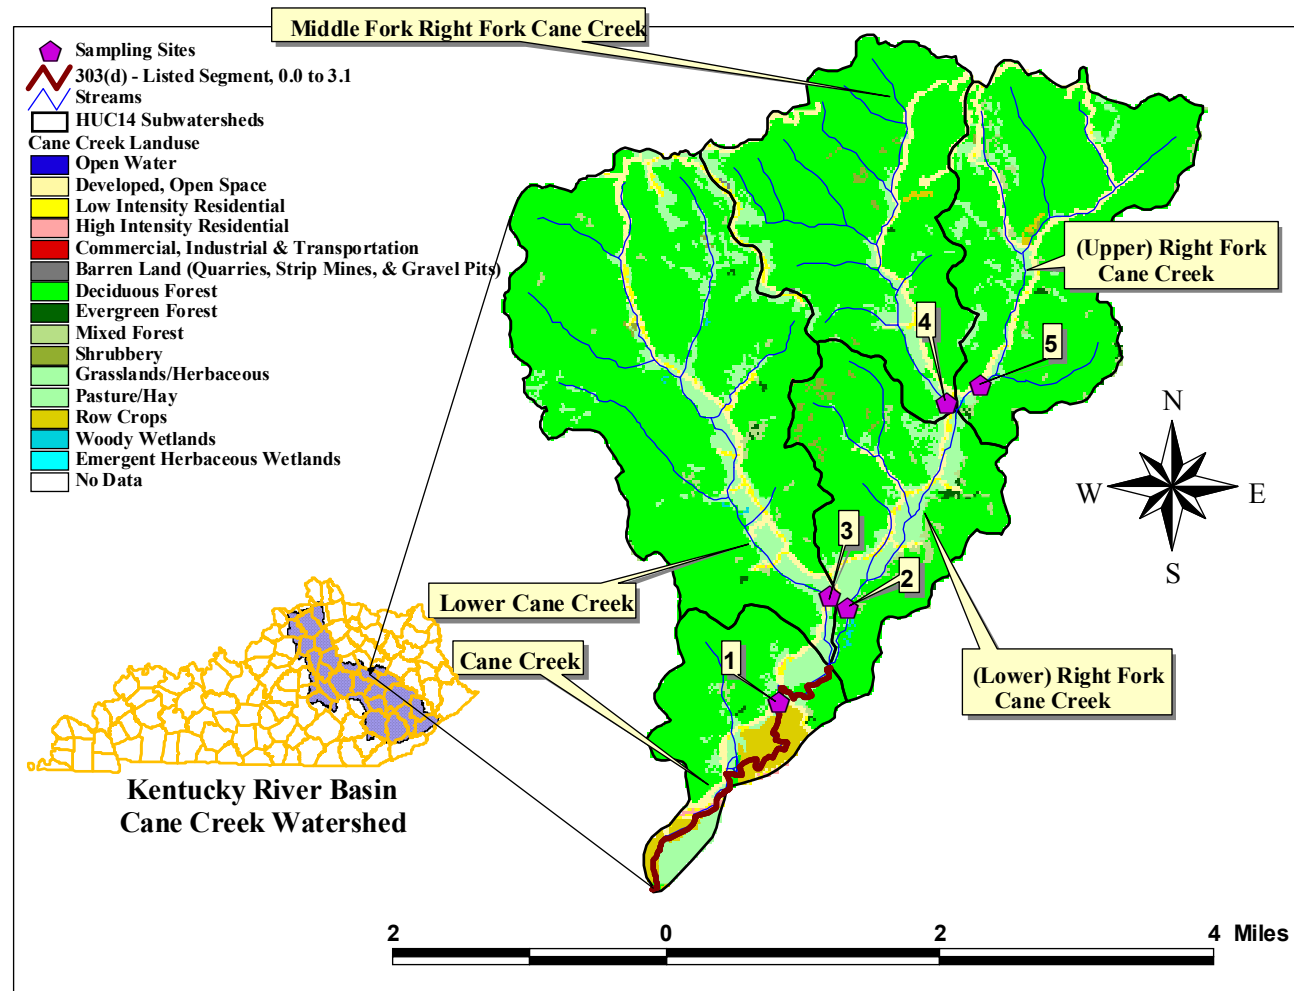 Middle Fork Right Fork Cane Creek
Sampling Sites
303(d) - Listed Segment, 0.0 to 3.1
Streams
HUC14 Subwatersheds
Cane Creek Landuse
Open Water
Developed, Open Space
Low Intensity Residential
High Intensity Residential
Commercial, Industrial & Transportation
Barren Land (Quarries, Strip Mines, & Gravel Pits)
Deciduous Forest
Evergreen Forest
Mixed Forest
Shrubbery
Grasslands/Herbaceous
Pasture/Hay
Row Crops
Woody Wetlands
Emergent Herbaceous Wetlands
No Data
(Upper) Right Fork
Cane Creek
4
5
N
W
E
S
3
2
Lower Cane Creek
1
Cane Creek
(Lower) Right Fork
Cane Creek
Kentucky River Basin
Cane Creek Watershed
2 0 2 4 Miles